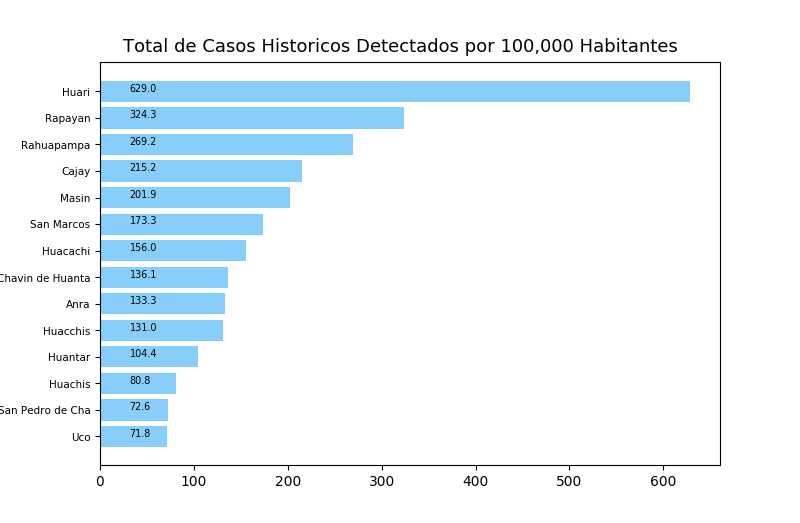 Total de Casos Historicos Detectados por 100,000 Habitantes
Huari 629.0
Rapayan 324.3
Rahuapampa 269.2
Cajay 215.2
Masin 201.9
San Marcos 173.3
Huacachi 156.0
Chavin de Huanta 136.1
Anra 133.3
Huacchis 131.0
Huantar 104.4
Huachis 80.8
San Pedro de Cha 72.6
Uco 71.8
0 100 200 300 400 500 600